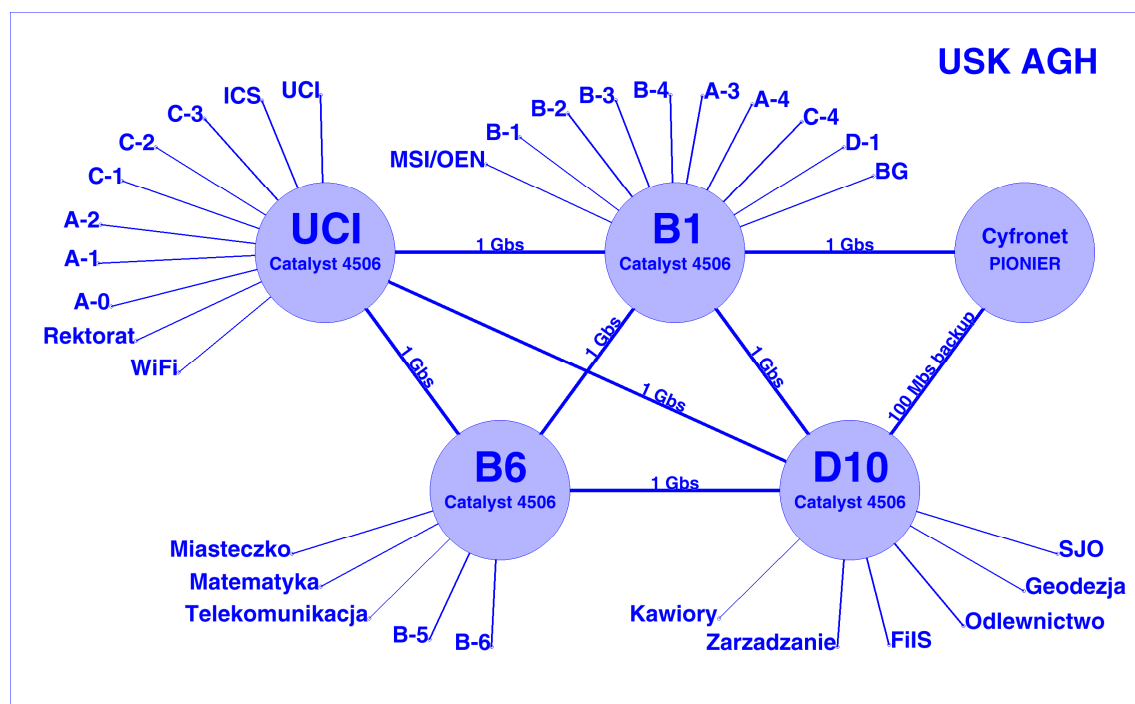 USK AGH
UCI
ICS
C-3
C-2
C-1
A-2
A-1
A-0
Rektorat
WiFi
UCI
Catalyst 4506
MSI/OEN
B-1
B-2
B-3
B-4
A-3
A-4
C-4
D-1
BG
B1
Catalyst 4506
Cyfronet
PIONIER
1 Gbs
1 Gbs
1 Gbs
1 Gbs
1 Gbs
1 Gbs
100 Mbs backup
B6
Catalyst 4506
1 Gbs
D10
Catalyst 4506
Miasteczko
Matematyka
Telekomunikacja
B-5
B-6
Kawiory
Zarzadzanie
FiIS
Odlewnictwo
Geodezja
SJO